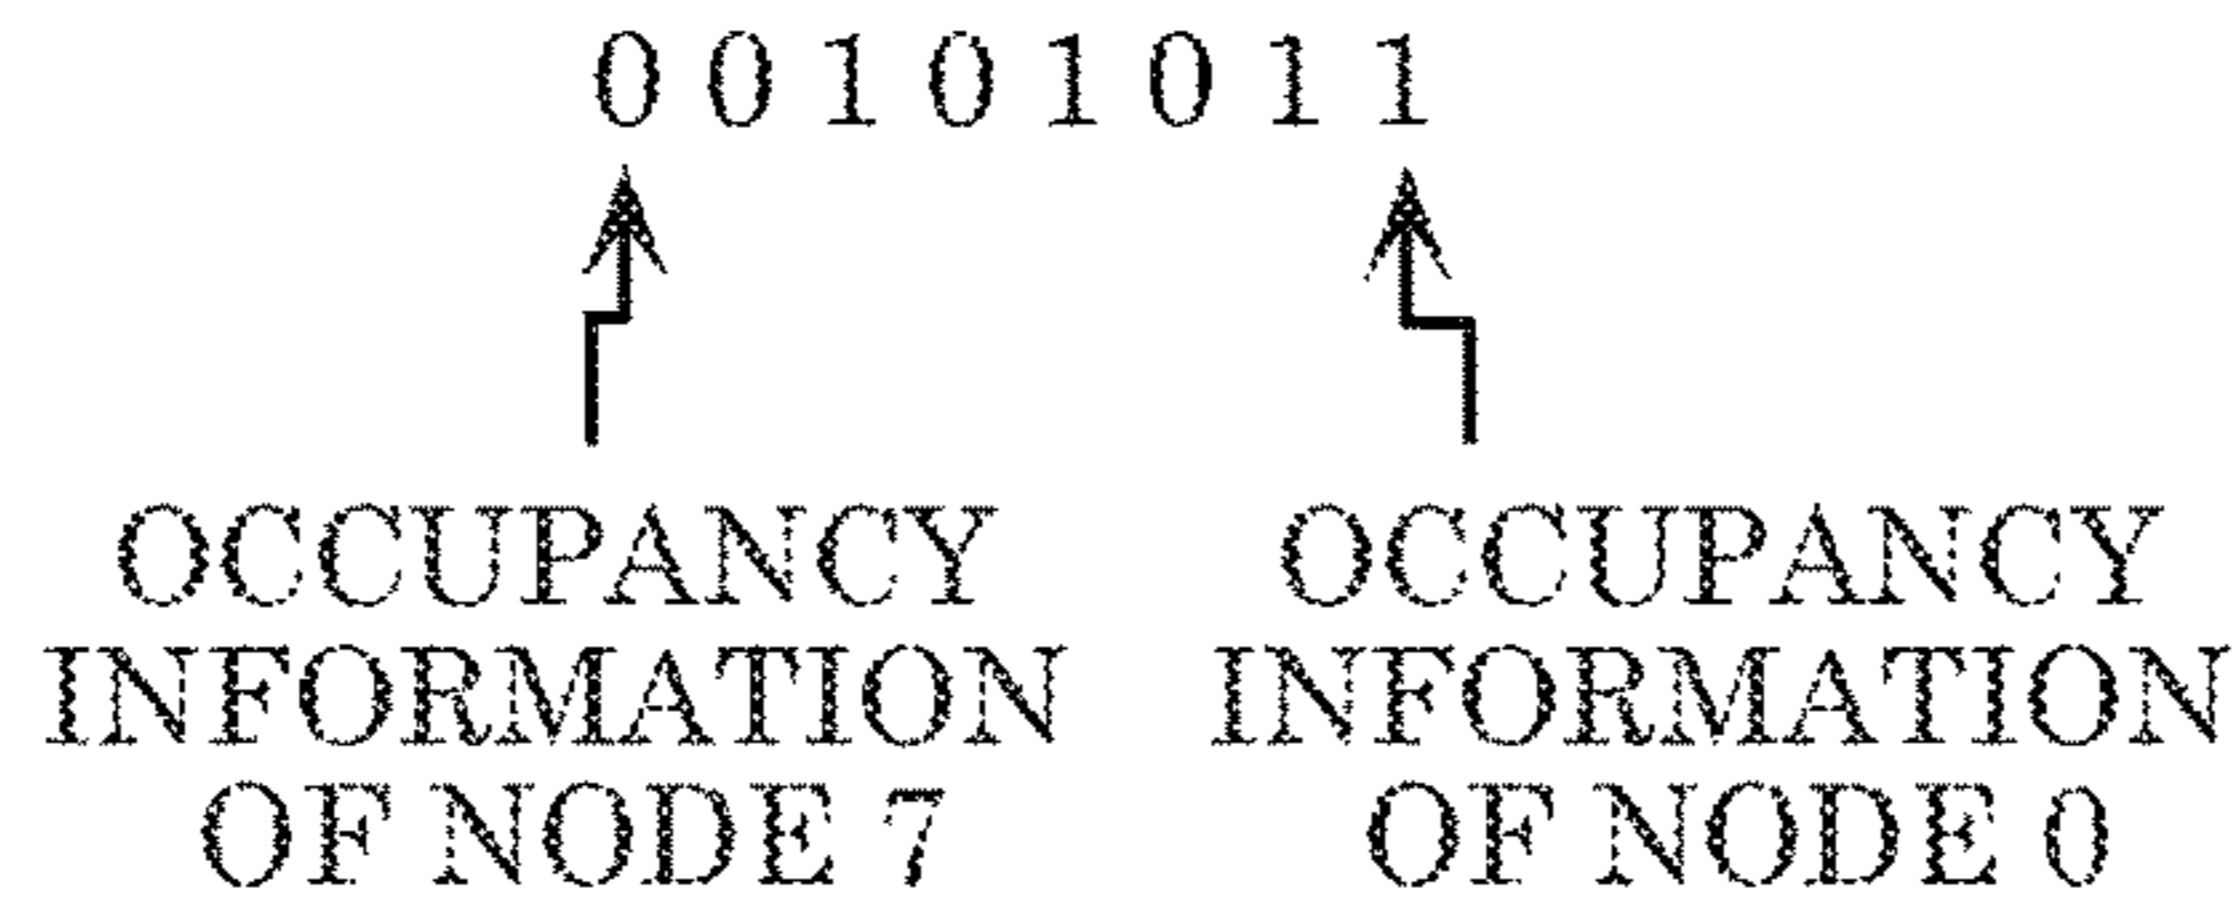 0 0 1 0 1 0 1 1
OCCUPANCY
INFORMATION
OF NODE 7
OCCUPANCY
INFORMATION
OF NODE 0